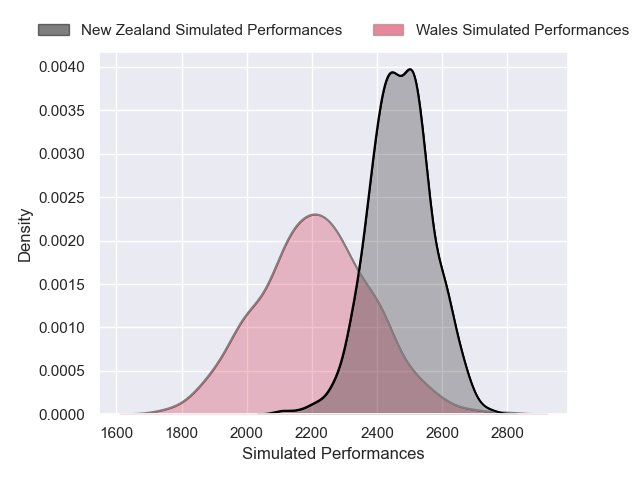 New Zealand Simulated Performances Wales Simulated Performances
0.0040
0.0035
0.0030
0.0025
0.0020
0.0015
0.0010
0.0005
0.0000
Density
1600 1800 2000 2200 2400 2600 2800
Simulated Performances